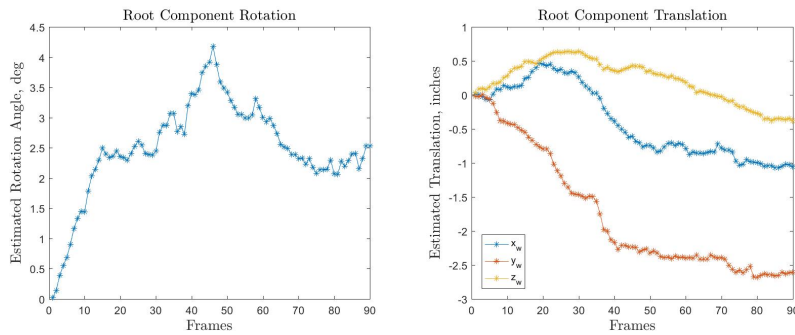 Root Component Rotation
Estimated Rotation Angle, deg
4.5
4
3.5
3
2.5
2
1.5
1
0.5
0
0 10 20 30 40 50 60 70 80 90
Frames
Root Component Translation
Estimated Translation, inches
1
0.5
0
-0.5
-1
-1.5
-2
-2.5
-3
x_w
y_w
z_w
0 10 20 30 40 50 60 70 80 90
Frames